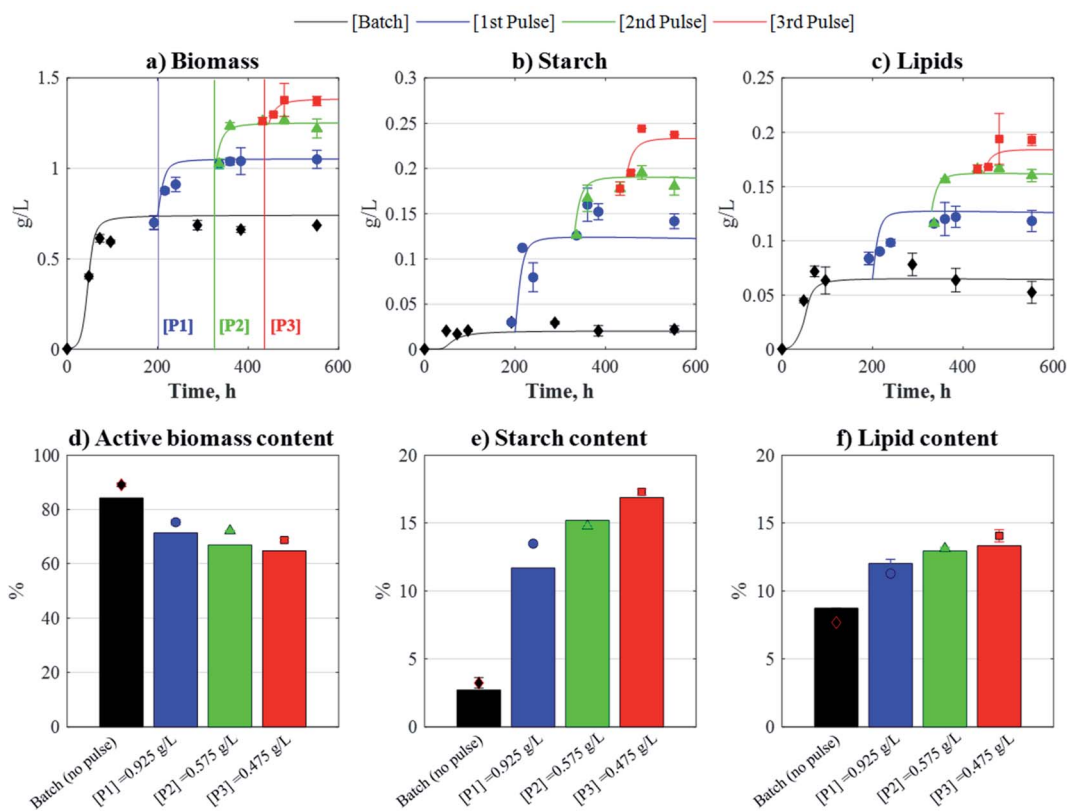 [Batch] [1st Pulse] [2nd Pulse] [3rd Pulse]
a) Biomass
1.5
1
0.5
0
g/L
[P1] [P2] [P3]
0 200 400 600
Time, h
b) Starch
0.3
0.25
0.2
0.15
0.1
0.05
0
g/L
0 200 400 600
Time, h
c) Lipids
0.25
0.2
0.15
0.1
0.05
0
g/L
0 200 400 600
Time, h
d) Active biomass content
100
80
60
40
20
0
%
Batch (no pulse)
[P1] =0.925 g/L
[P2] =0.575 g/L
[P3] =0.475 g/L
e) Starch content
20
15
10
5
0
%
Batch (no pulse)
[P1] =0.925 g/L
[P2] =0.575 g/L
[P3] =0.475 g/L
f) Lipid content
20
15
10
5
0
%
Batch (no pulse)
[P1] =0.925 g/L
[P2] =0.575 g/L
[P3] =0.475 g/L